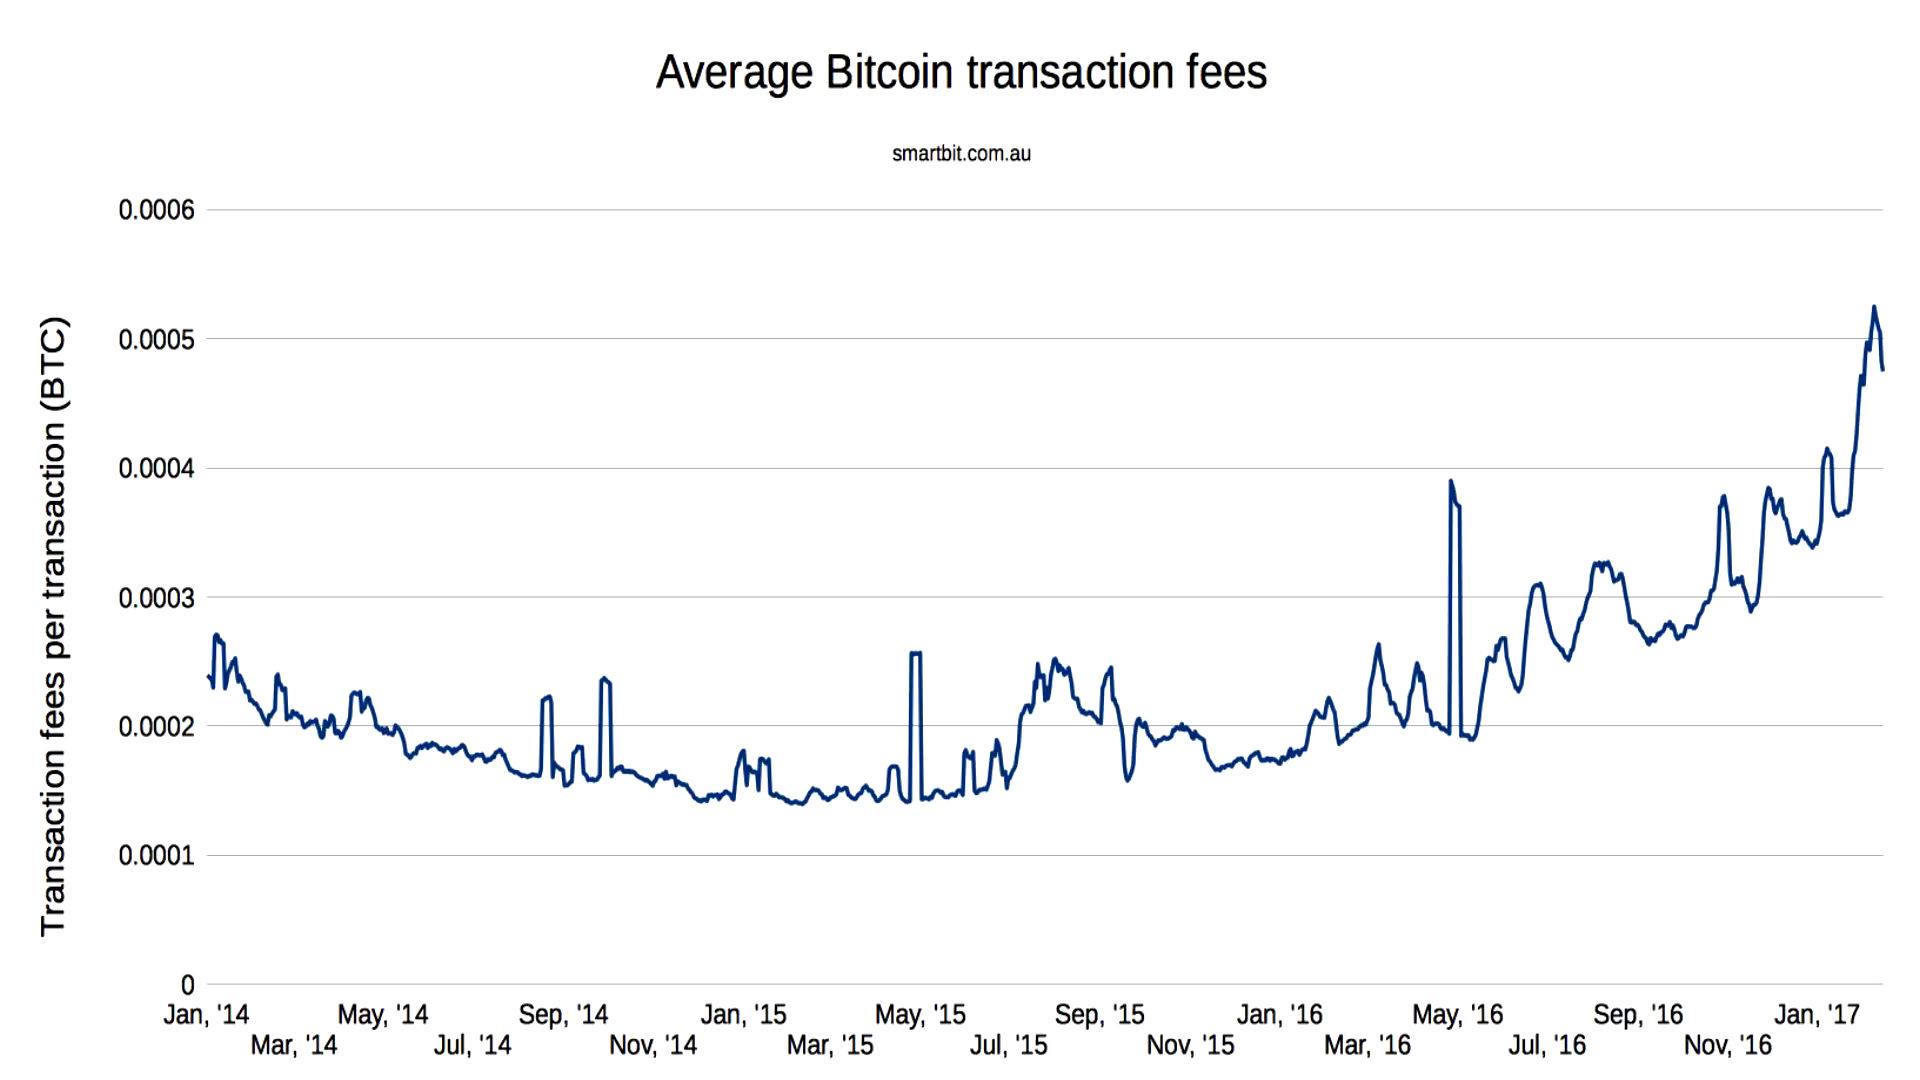 Average Bitcoin transaction fees
smartbit.com.au
Transaction fees per transaction (BTC)
0.0006
0.0005
0.0004
0.0003
0.0002
0.0001
0
Jan, '14
Mar, '14
May, '14
Jul, '14
Sep, '14
Nov, '14
Jan, '15
Mar, '15
May, '15
Jul, '15
Sep, '15
Nov, '15
Jan, '16
Mar, '16
May, '16
Jul, '16
Sep, '16
Nov, '16
Jan, '17